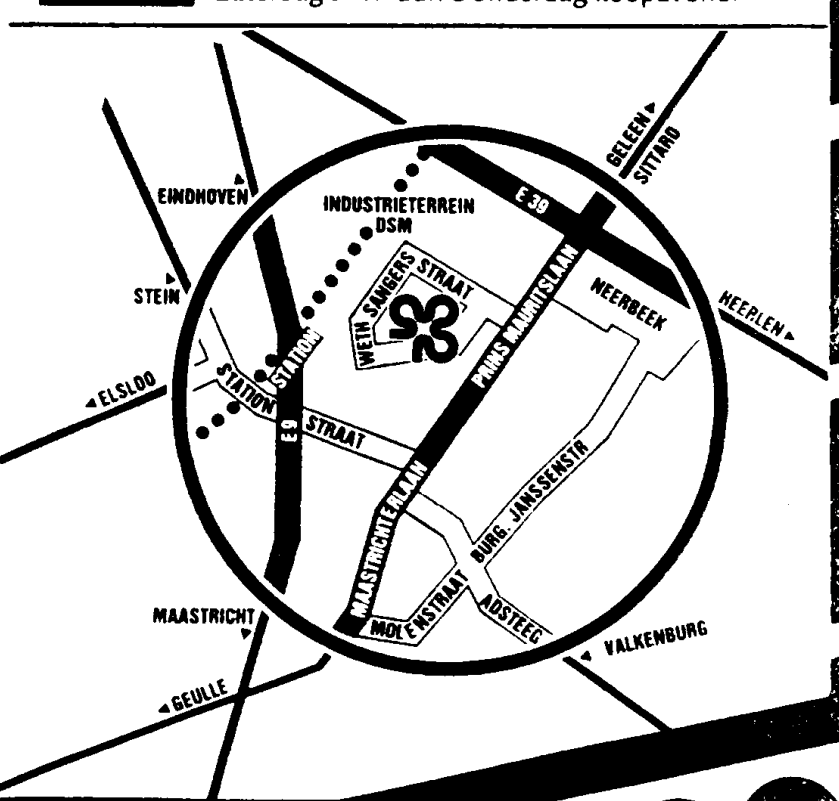 GELEEN
SITTARD
EINDHOVEN
E 39
INDUSTRIETERREIN
DSM
WETH SANGERS STRAAT
NEERBEEK
STEIN
HEERLEN
PRINS MAURITSLAAN
STATION
ELSLOO
STATION STRAAT
E 9
MAASTRICHTERLAAN
BURG. JANSSENSTR
MOLENSTRAAT
ADSTEEG
MAASTRICHT
VALKENBURG
GEULLE